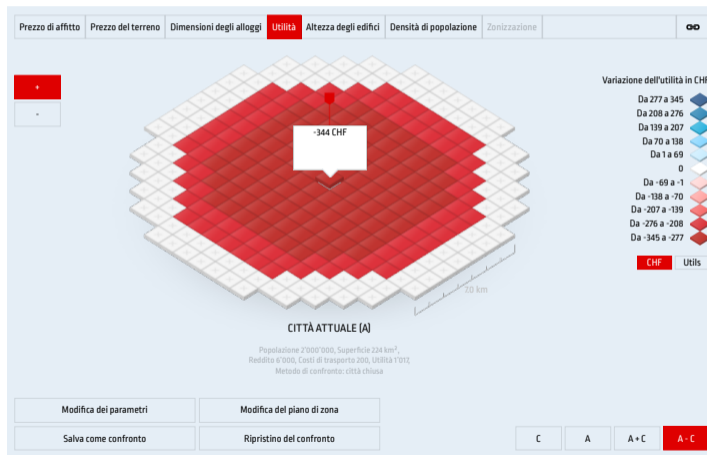 Prezzo di affitto Prezzo del terreno Dimensioni degli alloggi Utilità Altezza degli edifici Densità di popolazione Zonizzazione
+
-
Variazione dell'utilità in CHF
Da 277 a 345
Da 208 a 276
Da 139 a 207
Da 70 a 138
Da 1 a 69
0
Da -69 a -1
Da -138 a -70
Da -207 a -139
Da -276 a -208
Da -345 a -277
CHF Utils
-344 CHF
7.0 km
CITTÀ ATTUALE (A)
Popolazione 2'000'000, Superficie 224 km²,
Reddito 6'000, Costi di trasporto 200, Utilità 1'017,
Metodo di confronto: città chiusa
Modifica dei parametri Modifica del piano di zona
Salva come confronto Ripristino del confronto C A A + C A - C